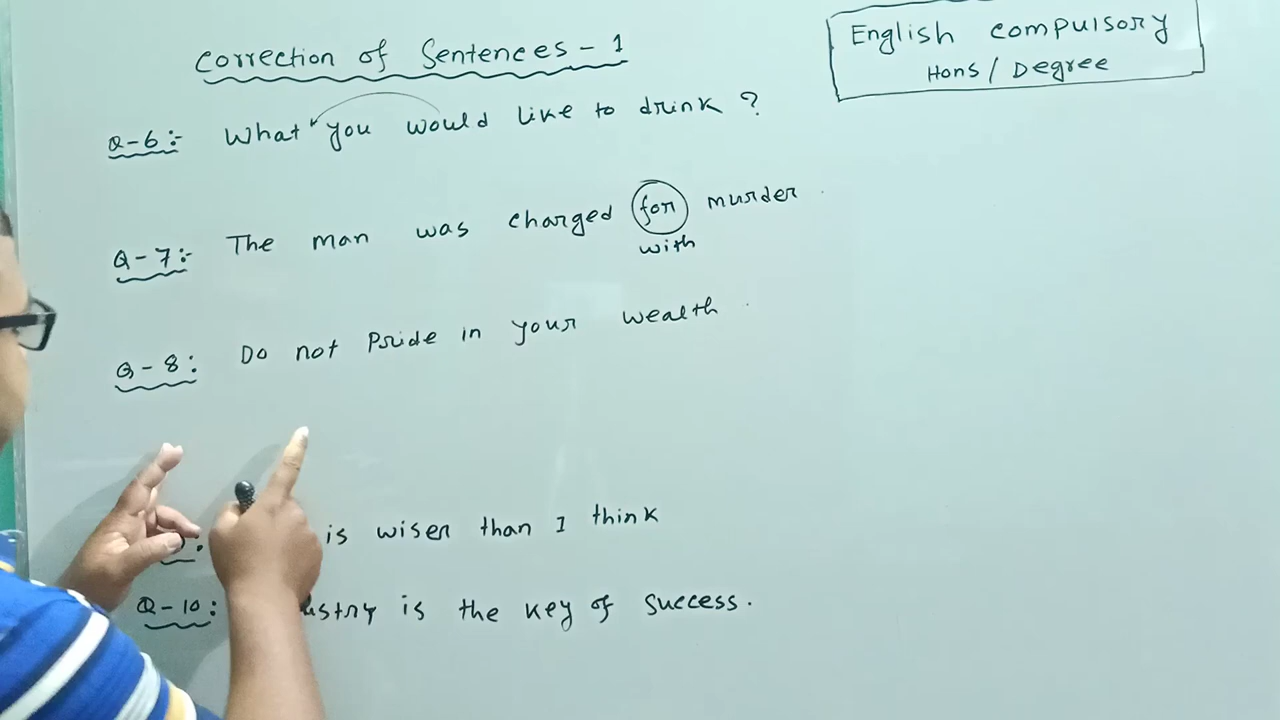 Correction of Sentences - 1
English compulsory
Hons / Degree
Q-6:- What you would like to drink ?
Q-7:- The man was charged for murder
with
Q-8: Do not Pride in your wealth
is wiser than I think
Q-10: ustry is the key of success.